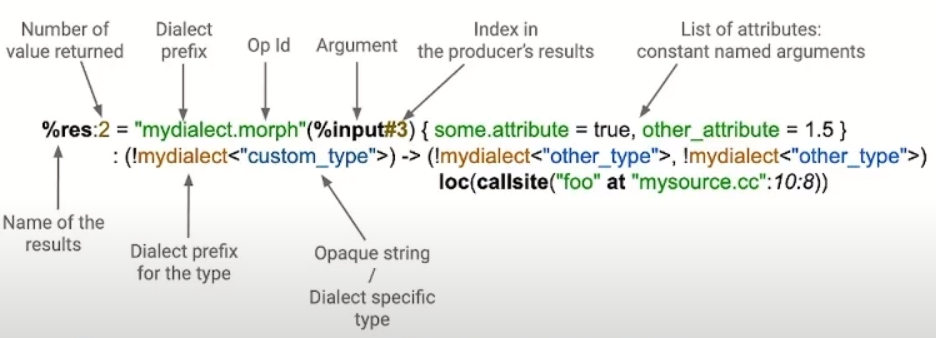 Number of
value returned
Dialect
prefix
Op Id
Argument
Index in
the producer's results
List of attributes:
constant named arguments
%res:2 = "mydialect.morph"(%input#3) { some.attribute = true, other_attribute = 1.5 }
: (!mydialect<"custom_type">) -> (!mydialect<"other_type">, !mydialect<"other_type">)
loc(callsite("foo" at "mysource.cc":10:8))
Name of the
results
Dialect prefix
for the type
Opaque string
/
Dialect specific
type